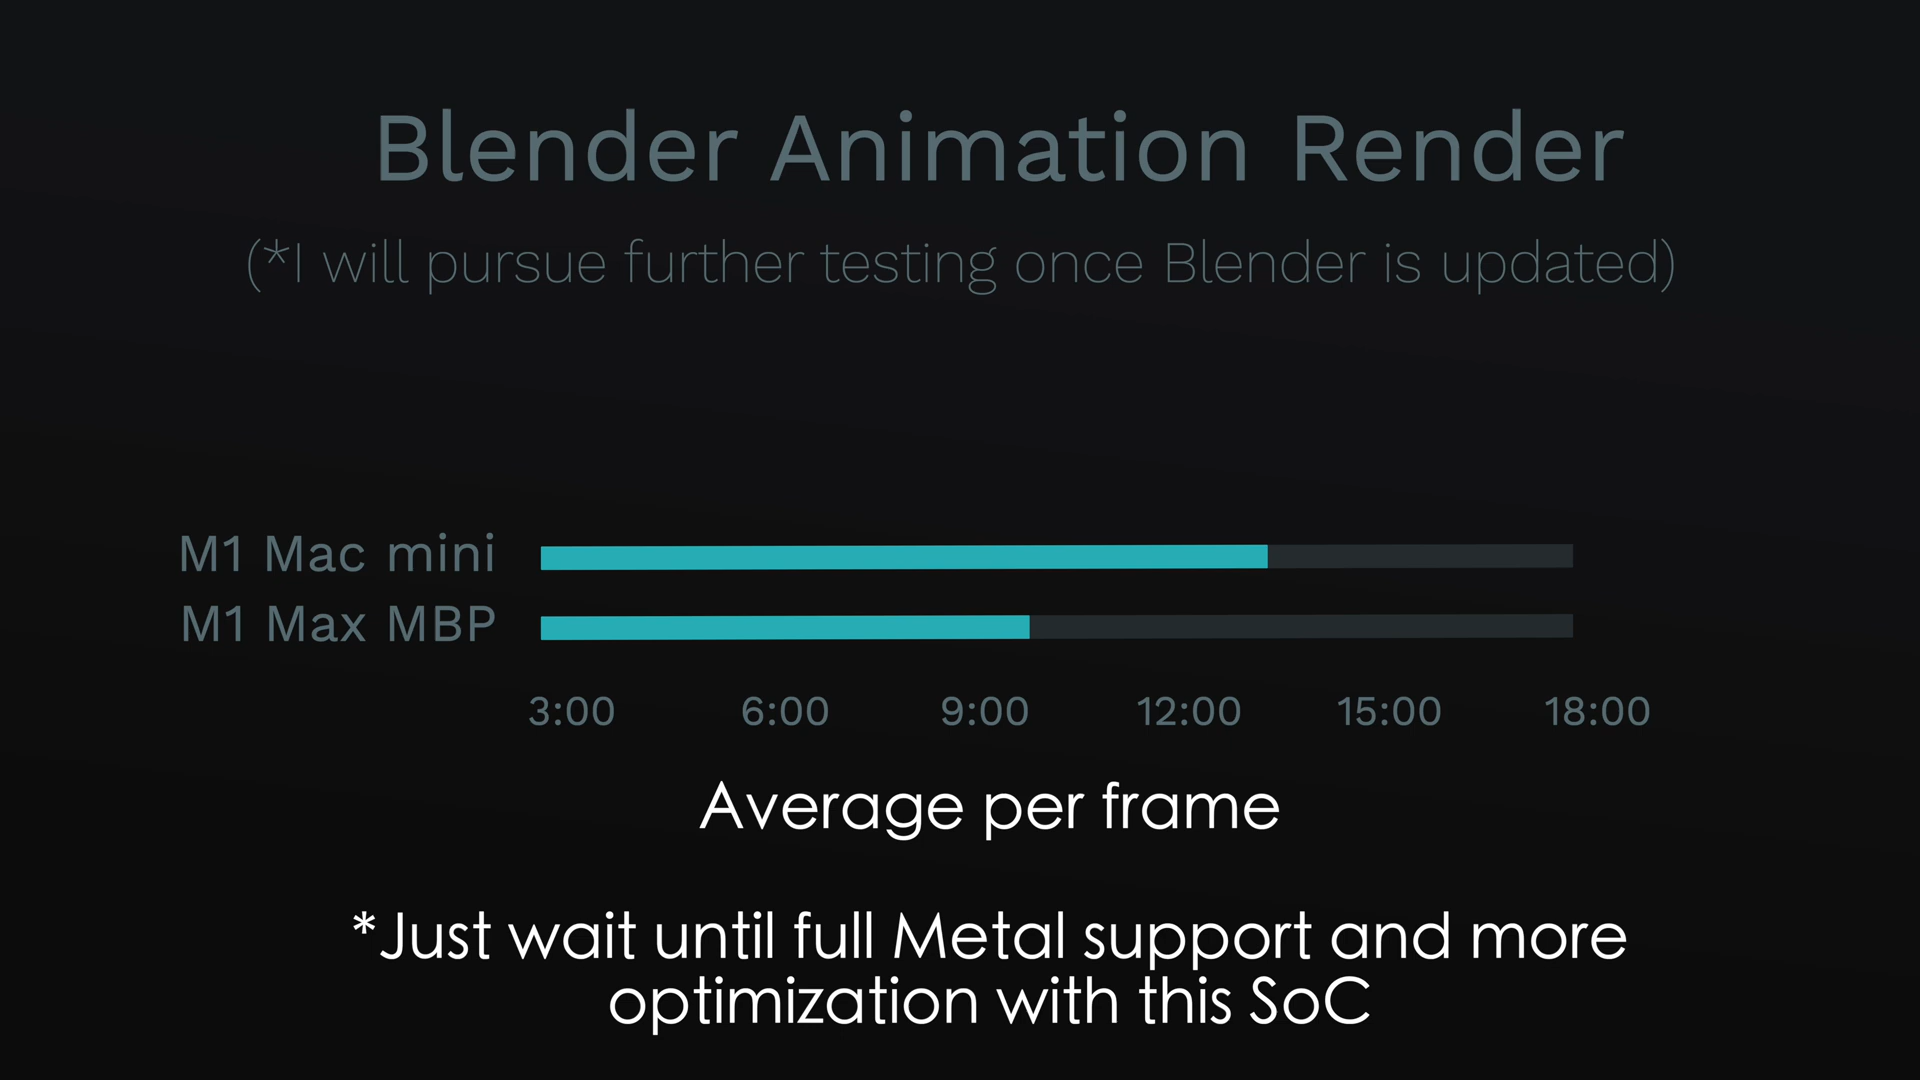 Blender Animation Render
(*I will pursue further testing once Blender is updated)
M1 Mac mini
M1 Max MBP
3:00 6:00 9:00 12:00 15:00 18:00
Average per frame
*Just wait until full Metal support and more
optimization with this SoC